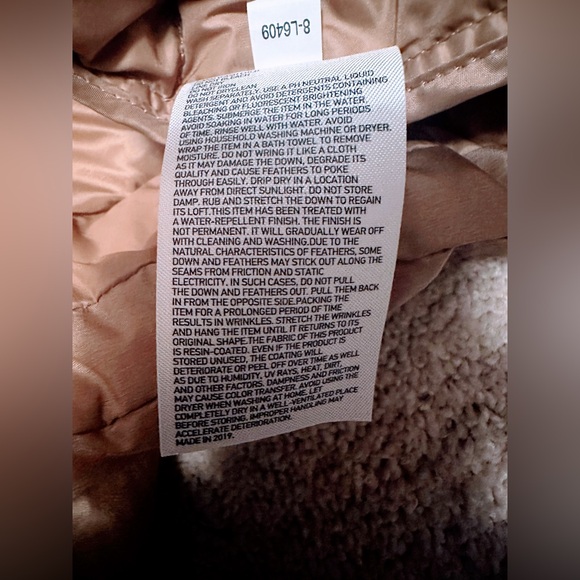 8-L6409
DO NOT DRYCLEAN.
WASH SEPARATELY. USE A PH NEUTRAL LIQUID
DETERGENT AND AVOID DETERGENTS CONTAINING
BLEACHING OR FLUORESCENT BRIGHTENING
AGENTS. SUBMERGE THE ITEM IN THE WATER.
AVOID SOAKING IN WATER FOR LONG PERIODS
OF TIME. RINSE WELL WITH WATER. AVOID
USING HOUSEHOLD WASHING MACHINE OR DRYER.
WRAP THE ITEM IN A BATH TOWEL TO REMOVE
MOISTURE. DO NOT WRING IT LIKE A CLOTH
AS IT MAY DAMAGE THE DOWN, DEGRADE ITS
QUALITY AND CAUSE FEATHERS TO POKE
THROUGH EASILY. DRIP DRY IN A LOCATION
AWAY FROM DIRECT SUNLIGHT. DO NOT STORE
DAMP. RUB AND STRETCH THE DOWN TO REGAIN
ITS LOFT.THIS ITEM HAS BEEN TREATED WITH
A WATER-REPELLENT FINISH. THE FINISH IS
NOT PERMANENT. IT WILL GRADUALLY WEAR OFF
WITH CLEANING AND WASHING.DUE TO THE
NATURAL CHARACTERISTICS OF FEATHERS, SOME
DOWN AND FEATHERS MAY STICK OUT ALONG THE
SEAMS FROM FRICTION AND STATIC
ELECTRICITY. IN SUCH CASES, DO NOT PULL
THE DOWN AND FEATHERS OUT. PULL THEM BACK
IN FROM THE OPPOSITE SIDE.PACKING THE
ITEM FOR A PROLONGED PERIOD OF TIME
RESULTS IN WRINKLES. STRETCH THE WRINKLES
AND HANG THE ITEM UNTIL IT RETURNS TO ITS
ORIGINAL SHAPE.THE FABRIC OF THIS PRODUCT
IS RESIN-COATED. EVEN IF THE PRODUCT IS
STORED UNUSED, THE COATING WILL
DETERIORATE OR PEEL OFF OVER TIME AS WELL
AS DUE TO HUMIDITY, UV RAYS, HEAT, DIRT,
AND OTHER FACTORS. DAMPNESS AND FRICTION
MAY CAUSE COLOR TRANSFER. AVOID USING THE
DRYER WHEN WASHING AT HOME. LET
COMPLETELY DRY IN A WELL-VENTILATED PLACE
BEFORE STORING. IMPROPER HANDLING MAY
ACCELERATE DETERIORATION.
MADE IN 2019.